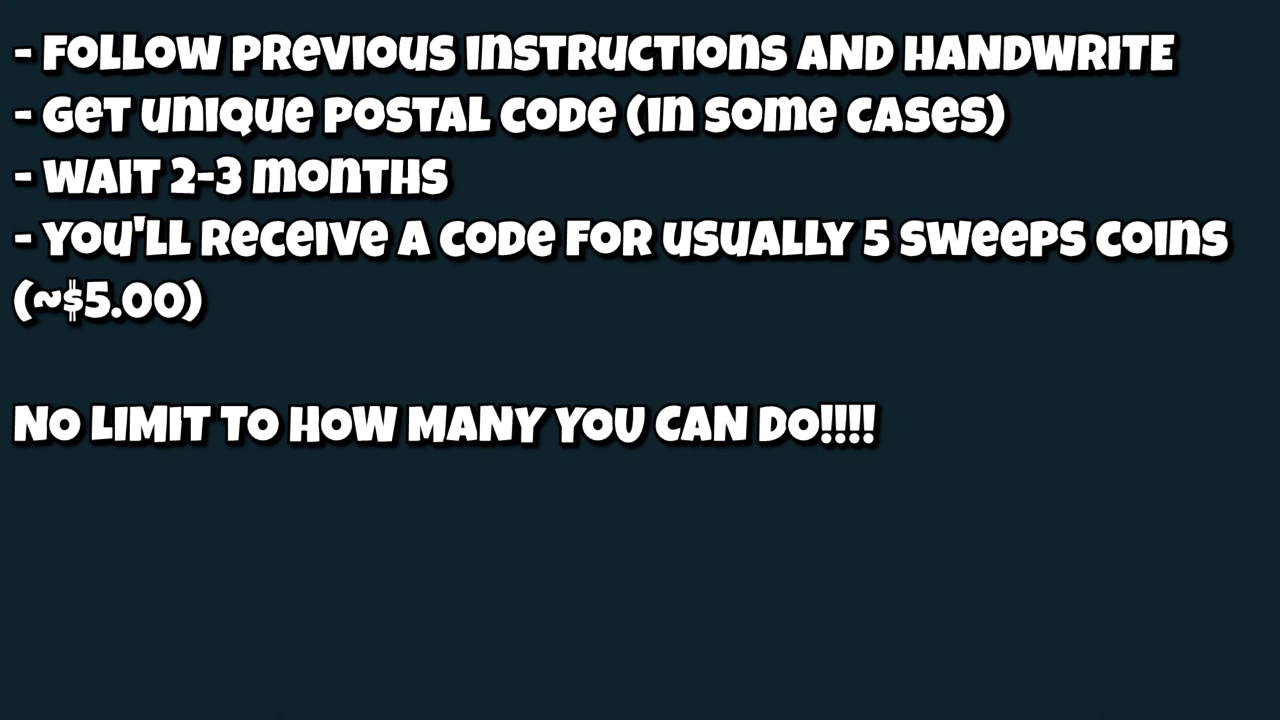 - Follow previous instructions and handwrite
- Get unique postal code (in some cases)
- Wait 2-3 months
- You'll receive a code for usually 5 sweeps coins
(~$5.00)
NO LIMIT TO HOW MANY YOU CAN DO!!!!